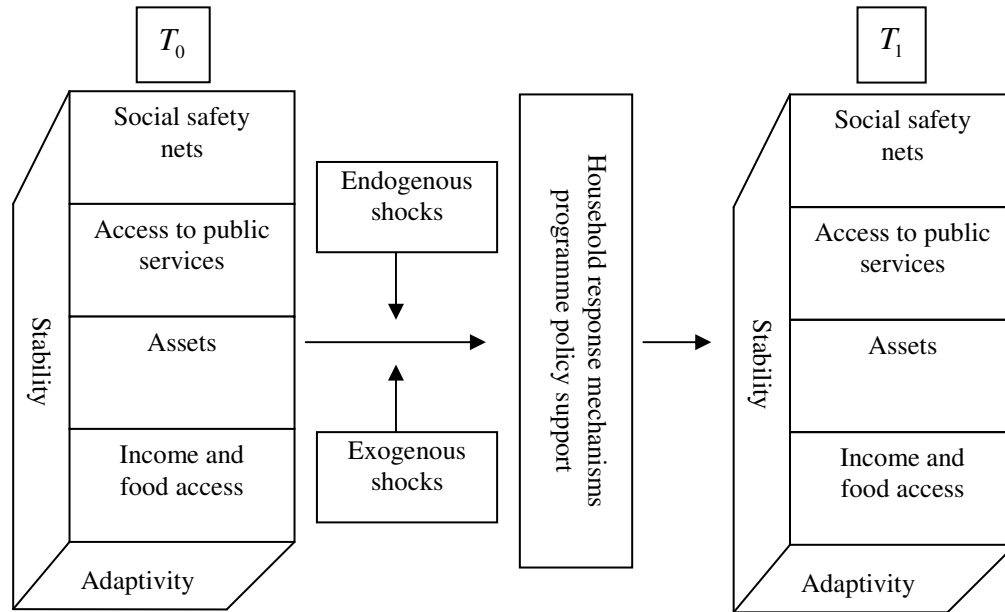 T₀
Social safety
nets
Access to public
services
Assets
Income and
food access
Stability
Adaptivity
Endogenous
shocks
Exogenous
shocks
Household response mechanisms
programme policy support
T₁
Social safety
nets
Access to public
services
Assets
Income and
food access
Stability
Adaptivity